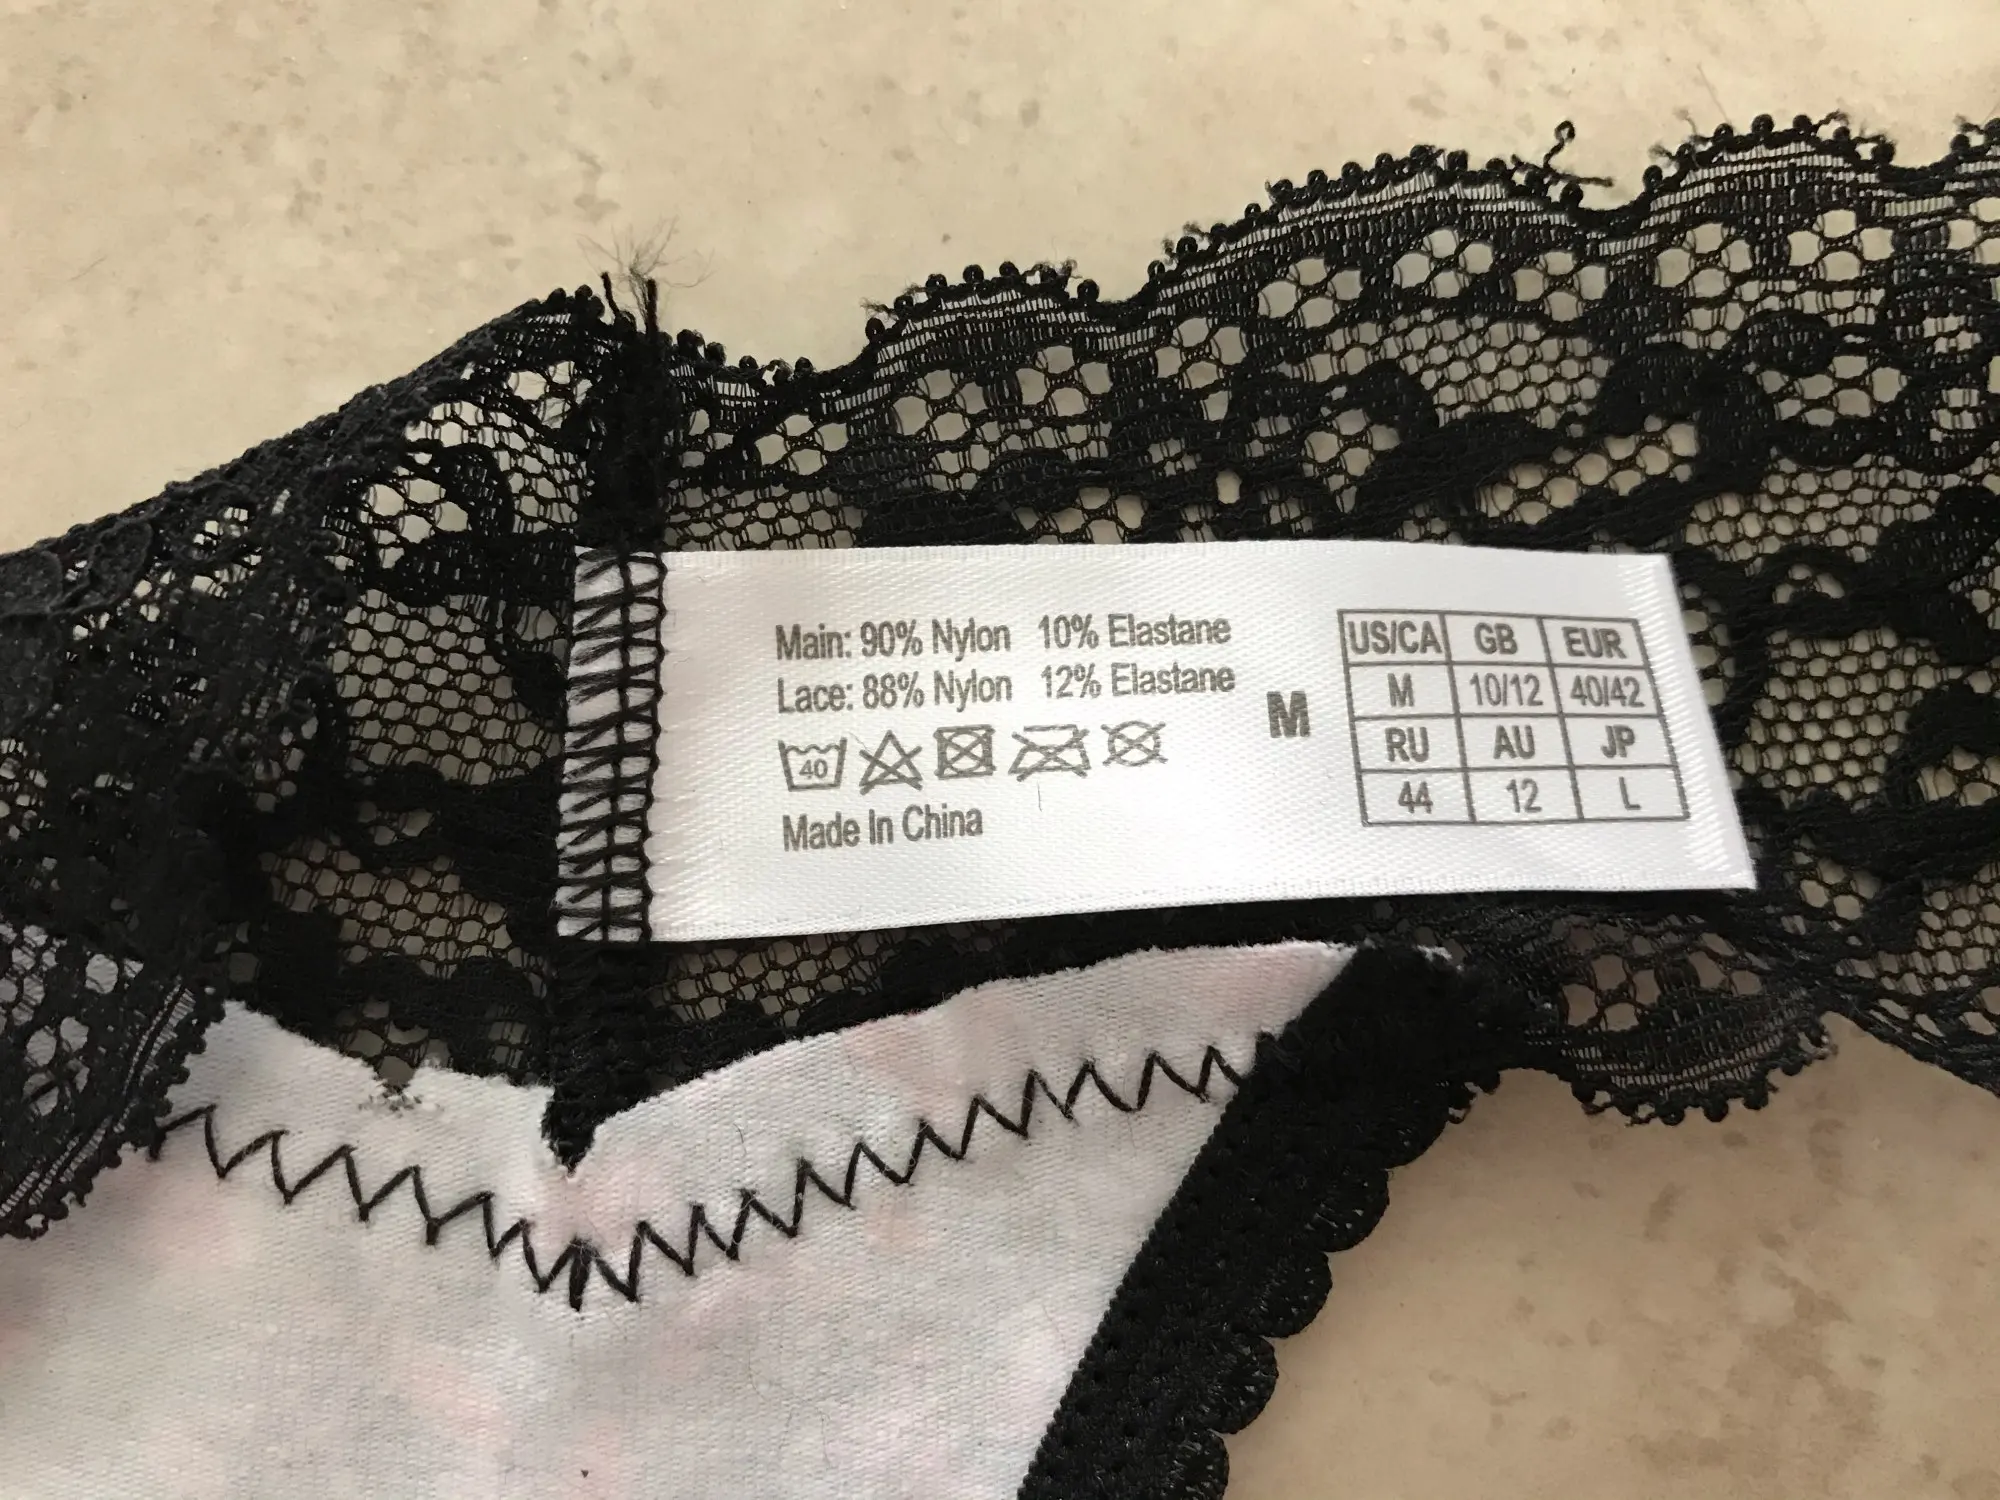 Main: 90% Nylon 10% Elastane
Lace: 88% Nylon 12% Elastane
40
Made In China
M
US/CA GB EUR
M 10/12 40/42
RU AU JP
44 12 L